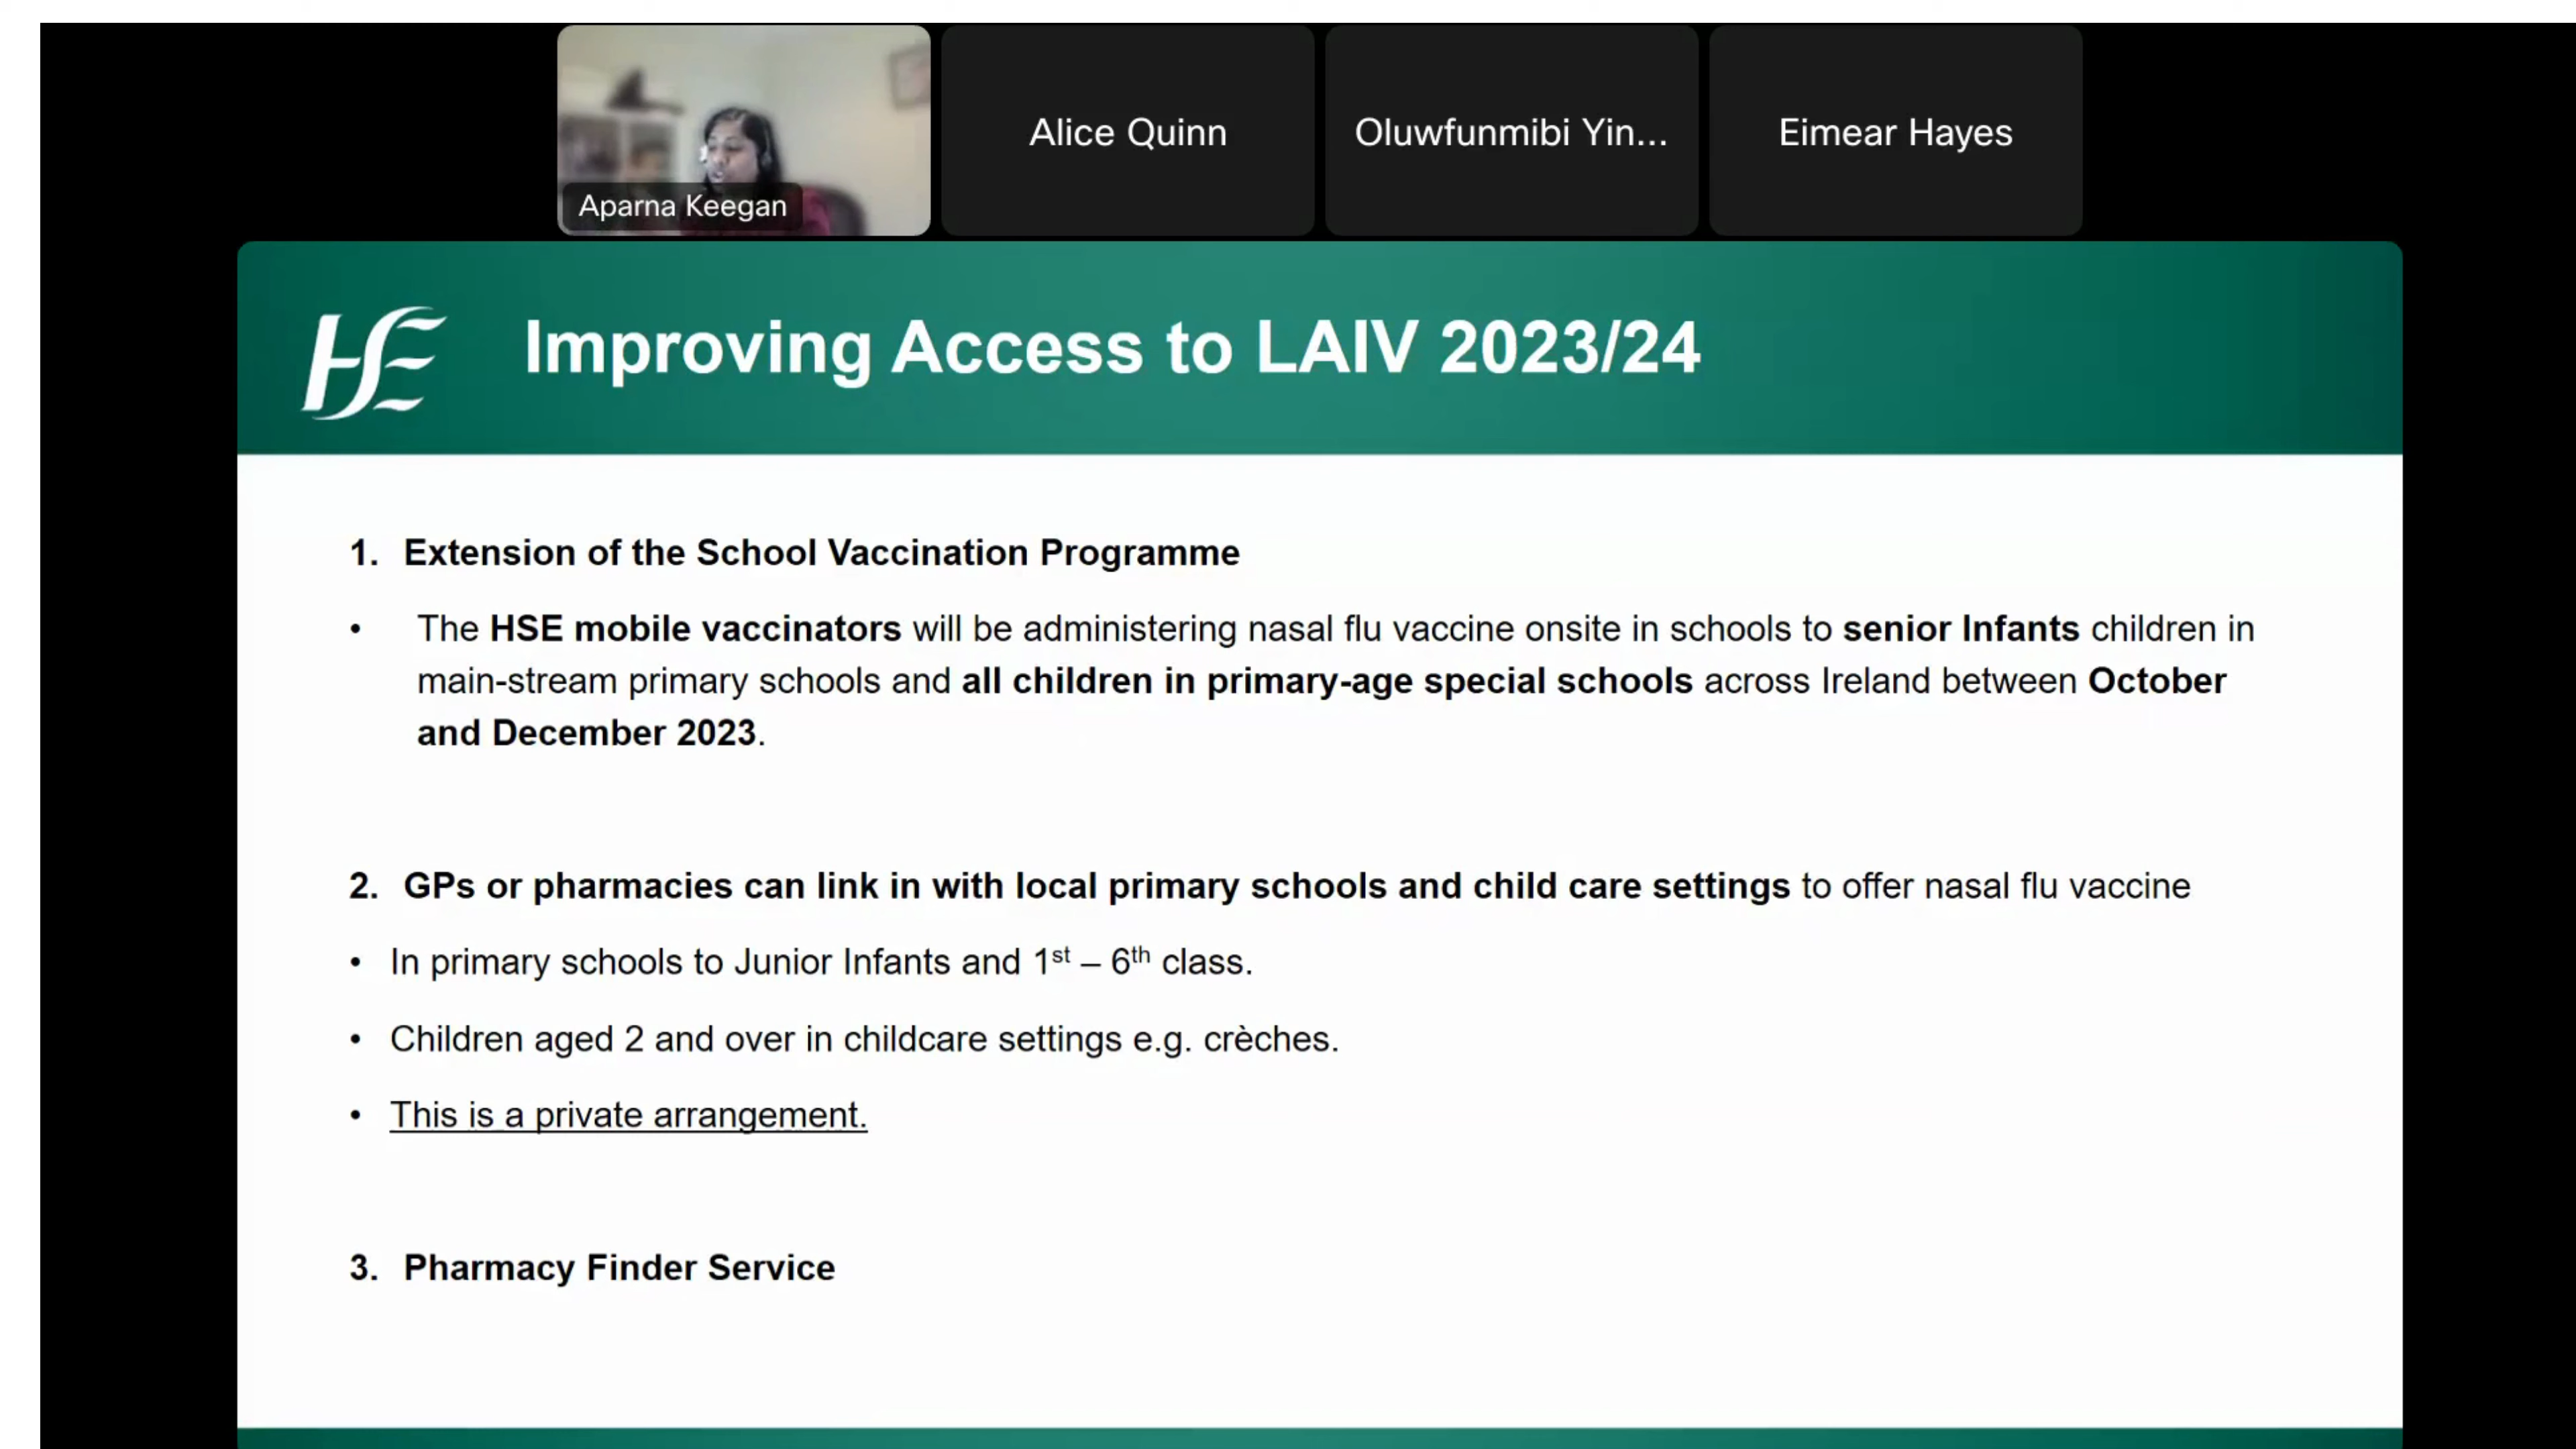 Aparna Keegan
Alice Quinn
Oluwfunmibi Yin...
Eimear Hayes
HSE
Improving Access to LAIV 2023/24
1. Extension of the School Vaccination Programme
• The HSE mobile vaccinators will be administering nasal flu vaccine onsite in schools to senior Infants children in
main-stream primary schools and all children in primary-age special schools across Ireland between October
and December 2023.
2. GPs or pharmacies can link in with local primary schools and child care settings to offer nasal flu vaccine
• In primary schools to Junior Infants and 1st – 6th class.
• Children aged 2 and over in childcare settings e.g. crèches.
• This is a private arrangement.
3. Pharmacy Finder Service